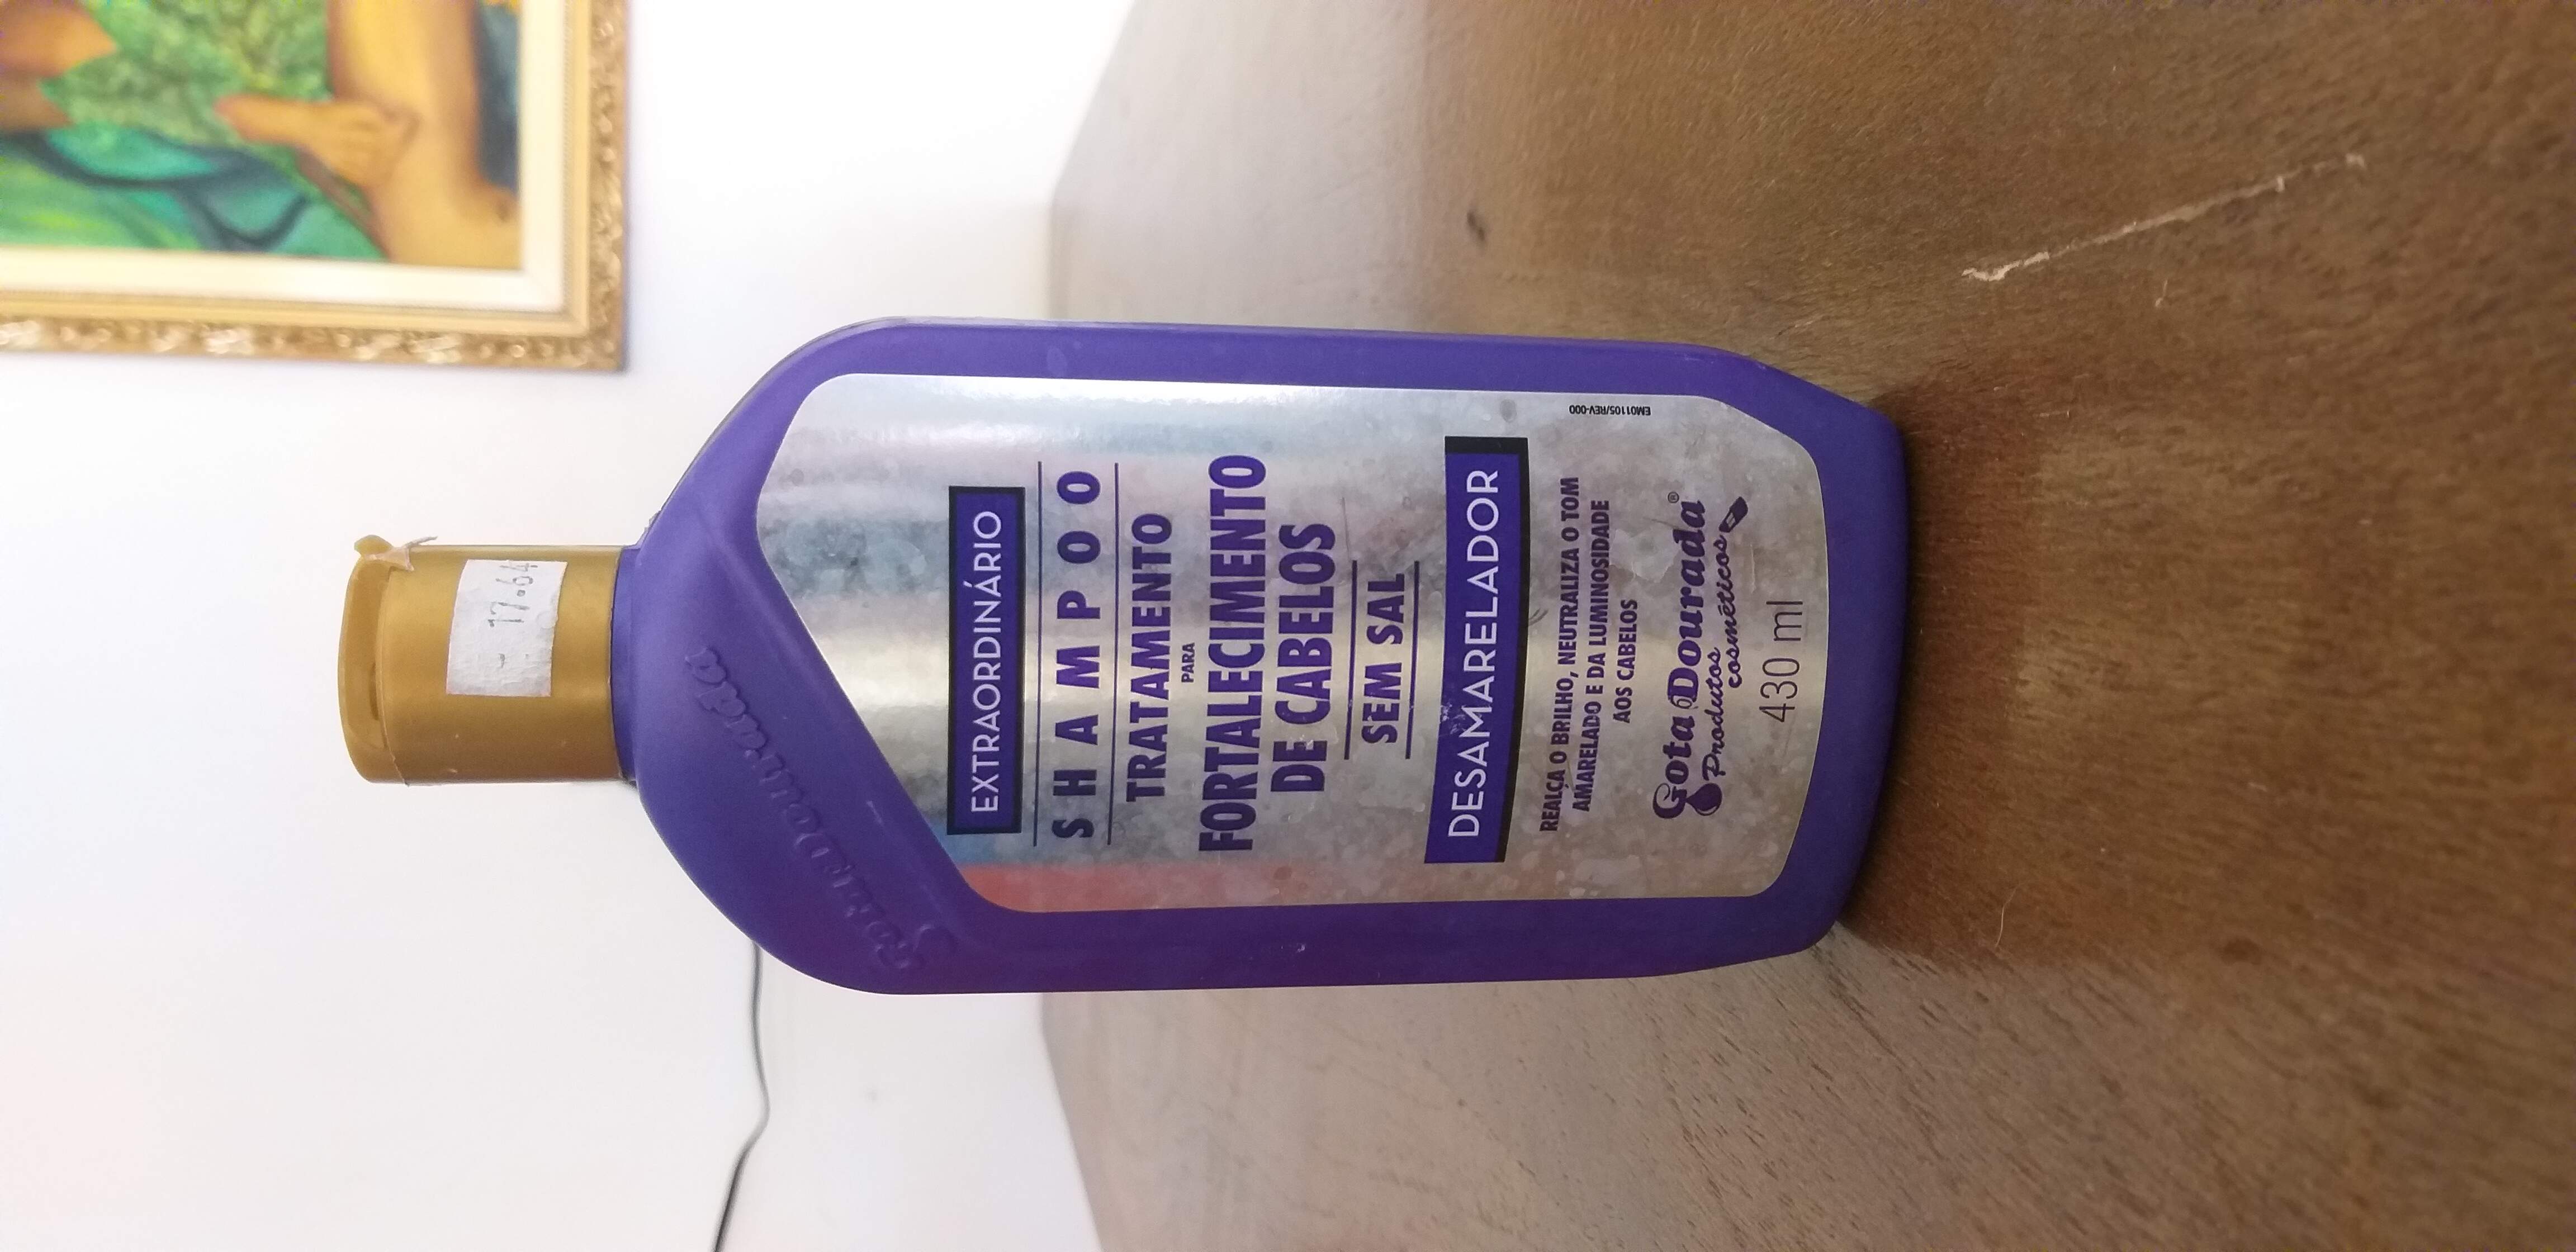 - 17.64
GotaDourada
EXTRAORDINÁRIO
SHAMPOO
TRATAMENTO
PARA
FORTALECIMENTO
DE CABELOS
SEM SAL
DESAMARELADOR
REALÇA O BRILHO, NEUTRALIZA O TOM
AMARELADO E DA LUMINOSIDADE
AOS CABELOS
Gota Dourada®
Produtos
cosméticos
430 ml
EM01105/REV-000